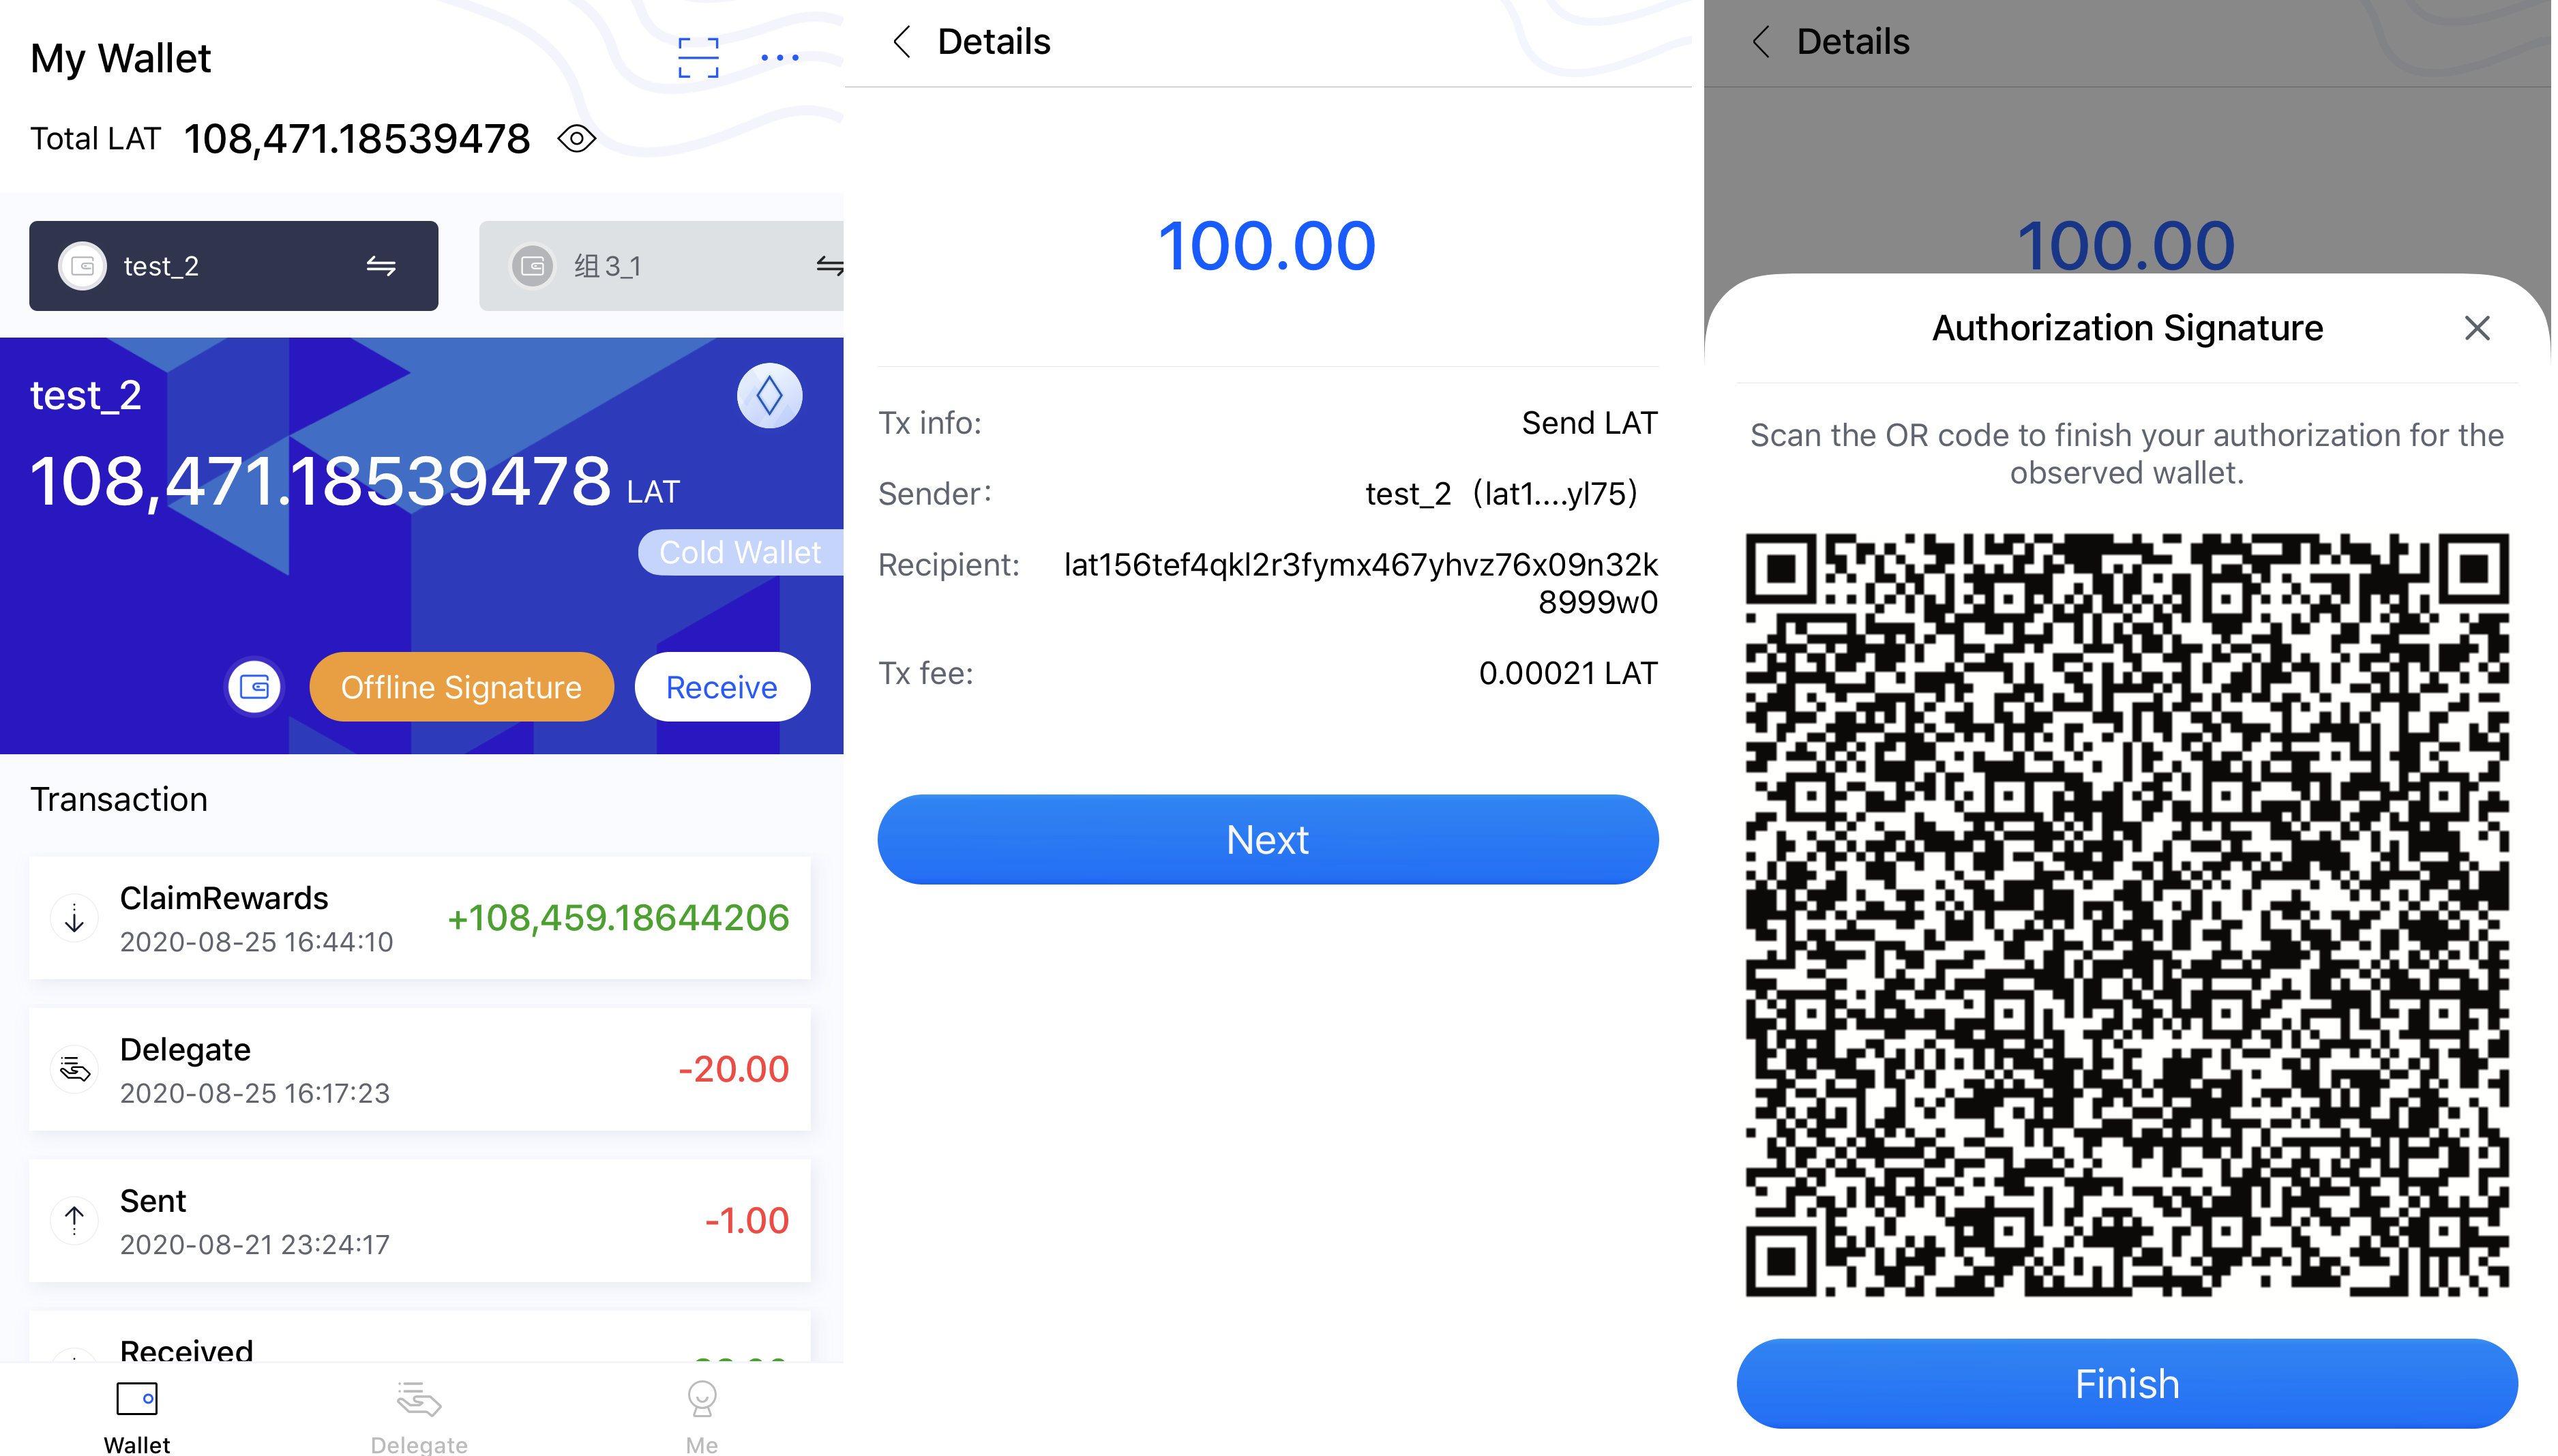 My Wallet
Total LAT 108,471.18539478
test_2
组3_1
test_2
108,471.18539478 LAT
Cold Wallet
Offline Signature
Receive
Transaction
ClaimRewards
2020-08-25 16:44:10
+108,459.18644206
Delegate
2020-08-25 16:17:23
-20.00
Sent
2020-08-21 23:24:17
-1.00
Received
Wallet
Delegate
Me
Details
100.00
Tx info: Send LAT
Sender: test_2（lat1....yl75）
Recipient: lat156tef4qkl2r3fymx467yhvz76x09n32k
8999w0
Tx fee: 0.00021 LAT
Next
Details
100.00
Authorization Signature
Scan the OR code to finish your authorization for the
observed wallet.
Finish